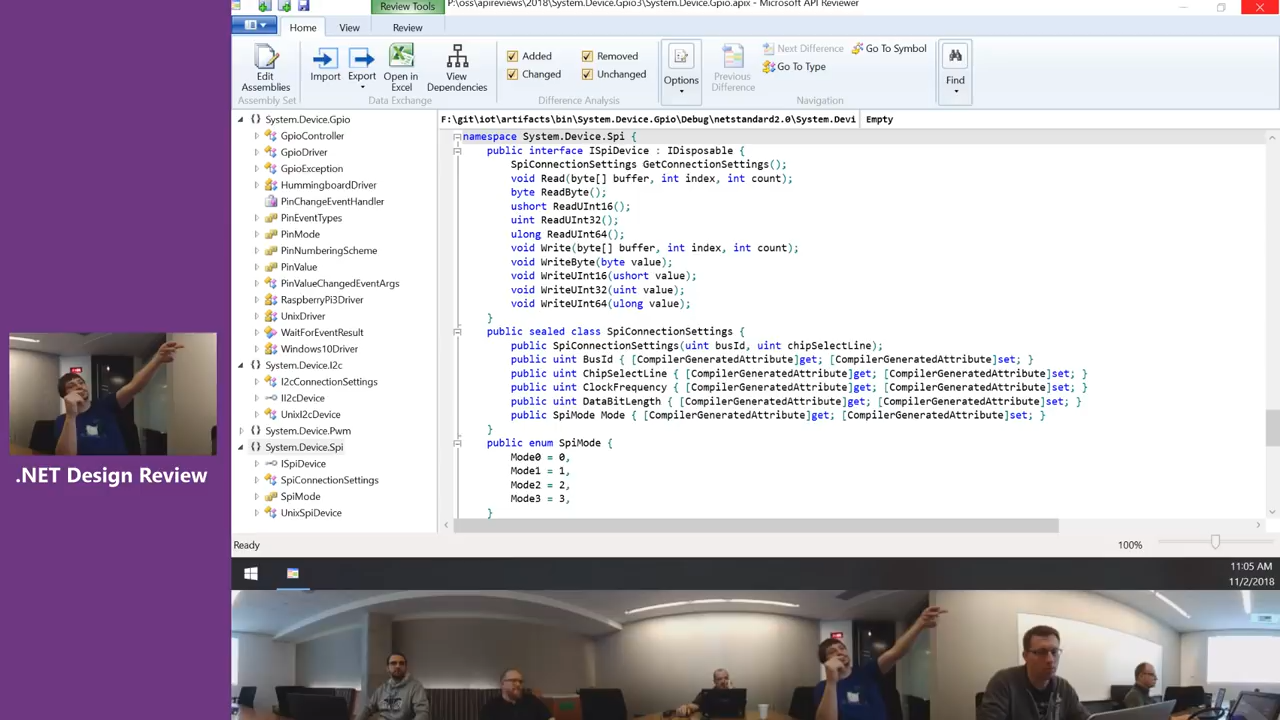 Review Tools
P:\oss\apireviews\2018\System.Device.Gpio3\System.Device.Gpio.apix - Microsoft API Reviewer
Home
View
Review
Edit
Assemblies
Import
Export
Open in
Excel
View
Dependencies
Added
Removed
Changed
Unchanged
Options
Previous
Difference
Next Difference
Go To Symbol
Go To Type
Find
Assembly Set
Data Exchange
Difference Analysis
Navigation
System.Device.Gpio
GpioController
GpioDriver
GpioException
HummingboardDriver
PinChangeEventHandler
PinEventTypes
PinMode
PinNumberingScheme
PinValue
PinValueChangedEventArgs
RaspberryPi3Driver
UnixDriver
WaitForEventResult
Windows10Driver
System.Device.I2c
I2cConnectionSettings
II2cDevice
UnixI2cDevice
System.Device.Pwm
System.Device.Spi
ISpiDevice
SpiConnectionSettings
SpiMode
UnixSpiDevice
F:\git\iot\artifacts\bin\System.Device.Gpio\Debug\netstandard2.0\System.Devi
Empty
namespace System.Device.Spi {
public interface ISpiDevice : IDisposable {
SpiConnectionSettings GetConnectionSettings();
void Read(byte[] buffer, int index, int count);
byte ReadByte();
ushort ReadUInt16();
uint ReadUInt32();
ulong ReadUInt64();
void Write(byte[] buffer, int index, int count);
void WriteByte(byte value);
void WriteUInt16(ushort value);
void WriteUInt32(uint value);
void WriteUInt64(ulong value);
}
public sealed class SpiConnectionSettings {
public SpiConnectionSettings(uint busId, uint chipSelectLine);
public uint BusId { [CompilerGeneratedAttribute]get; [CompilerGeneratedAttribute]set; }
public uint ChipSelectLine { [CompilerGeneratedAttribute]get; [CompilerGeneratedAttribute]set; }
public uint ClockFrequency { [CompilerGeneratedAttribute]get; [CompilerGeneratedAttribute]set; }
public uint DataBitLength { [CompilerGeneratedAttribute]get; [CompilerGeneratedAttribute]set; }
public SpiMode Mode { [CompilerGeneratedAttribute]get; [CompilerGeneratedAttribute]set; }
}
public enum SpiMode {
Mode0 = 0,
Mode1 = 1,
Mode2 = 2,
Mode3 = 3,
}
.NET Design Review
Ready
100%
11:05 AM
11/2/2018